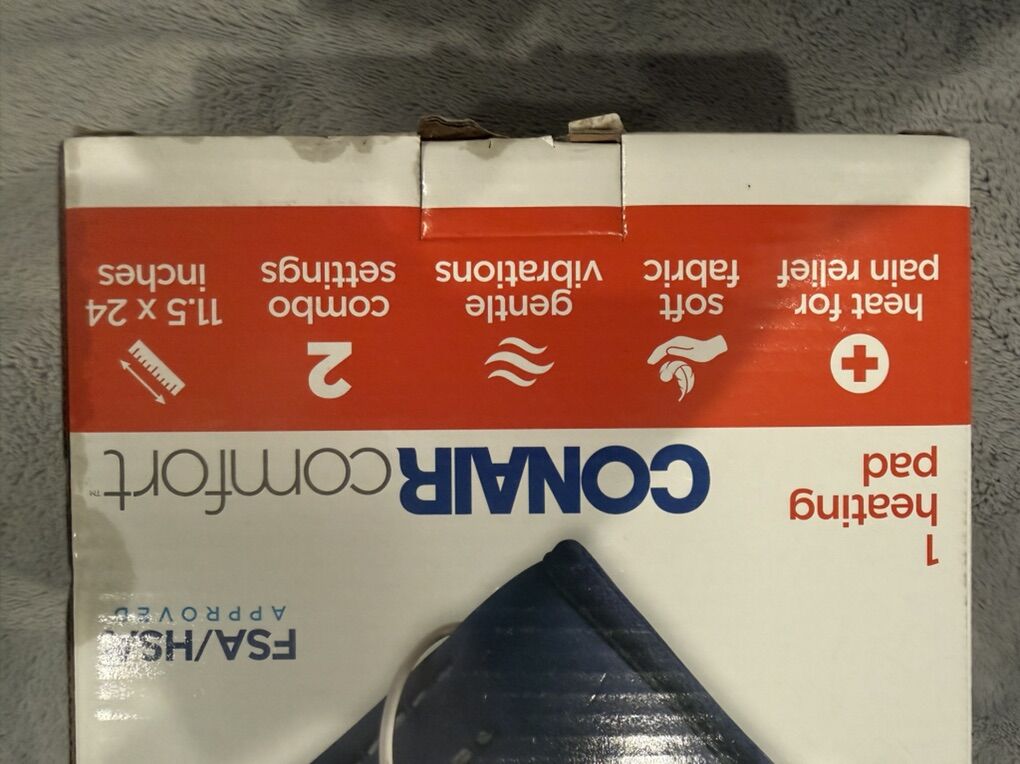 FSA/HSA
APPROVED
1
heating
pad
CONAIRcomfort™
heat for
pain relief
soft
fabric
gentle
vibrations
2
combo
settings
11.5 x 24
inches